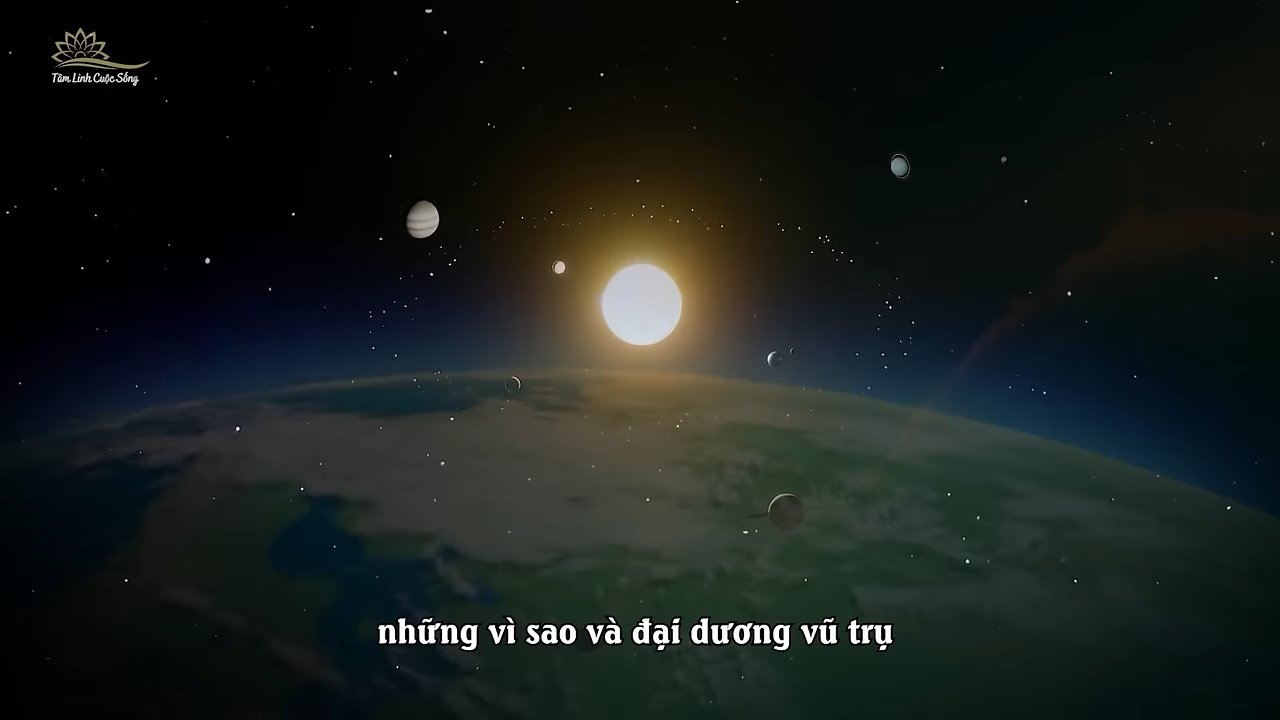 Tâm Linh Cuộc Sống
những vì sao và đại dương vũ trụ